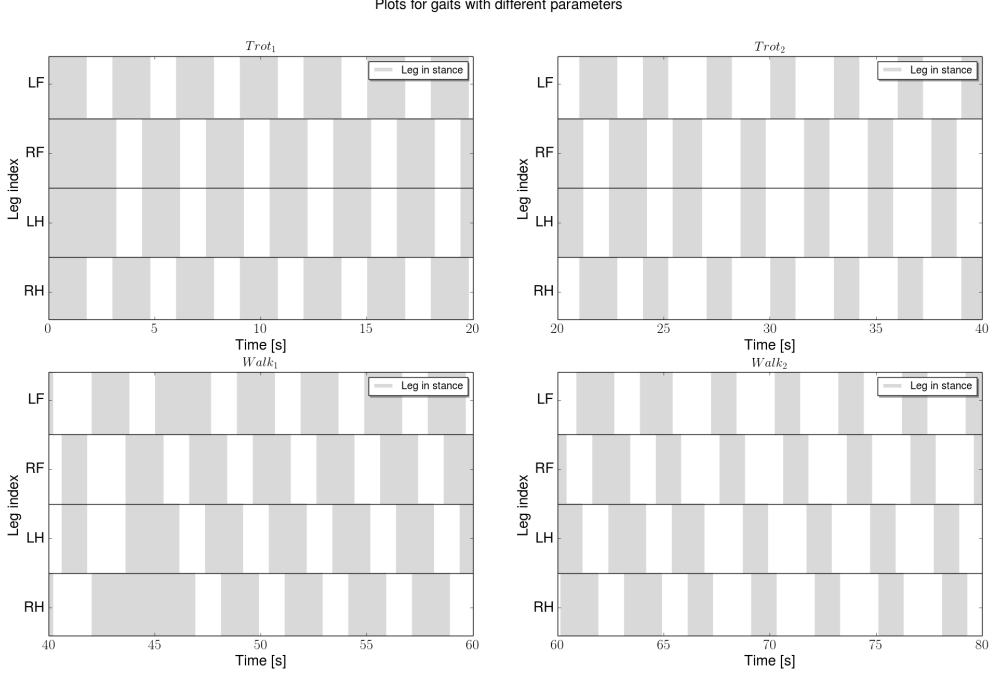 Plots for gaits with different parameters
Trot1
Trot2
Leg in stance
Leg in stance
LF
RF
LH
RH
Leg index
0 5 10 15 20
Time [s]
LF
RF
LH
RH
Leg index
20 25 30 35 40
Time [s]
Walk1
Walk2
Leg in stance
Leg in stance
LF
RF
LH
RH
Leg index
40 45 50 55 60
Time [s]
LF
RF
LH
RH
Leg index
60 65 70 75 80
Time [s]